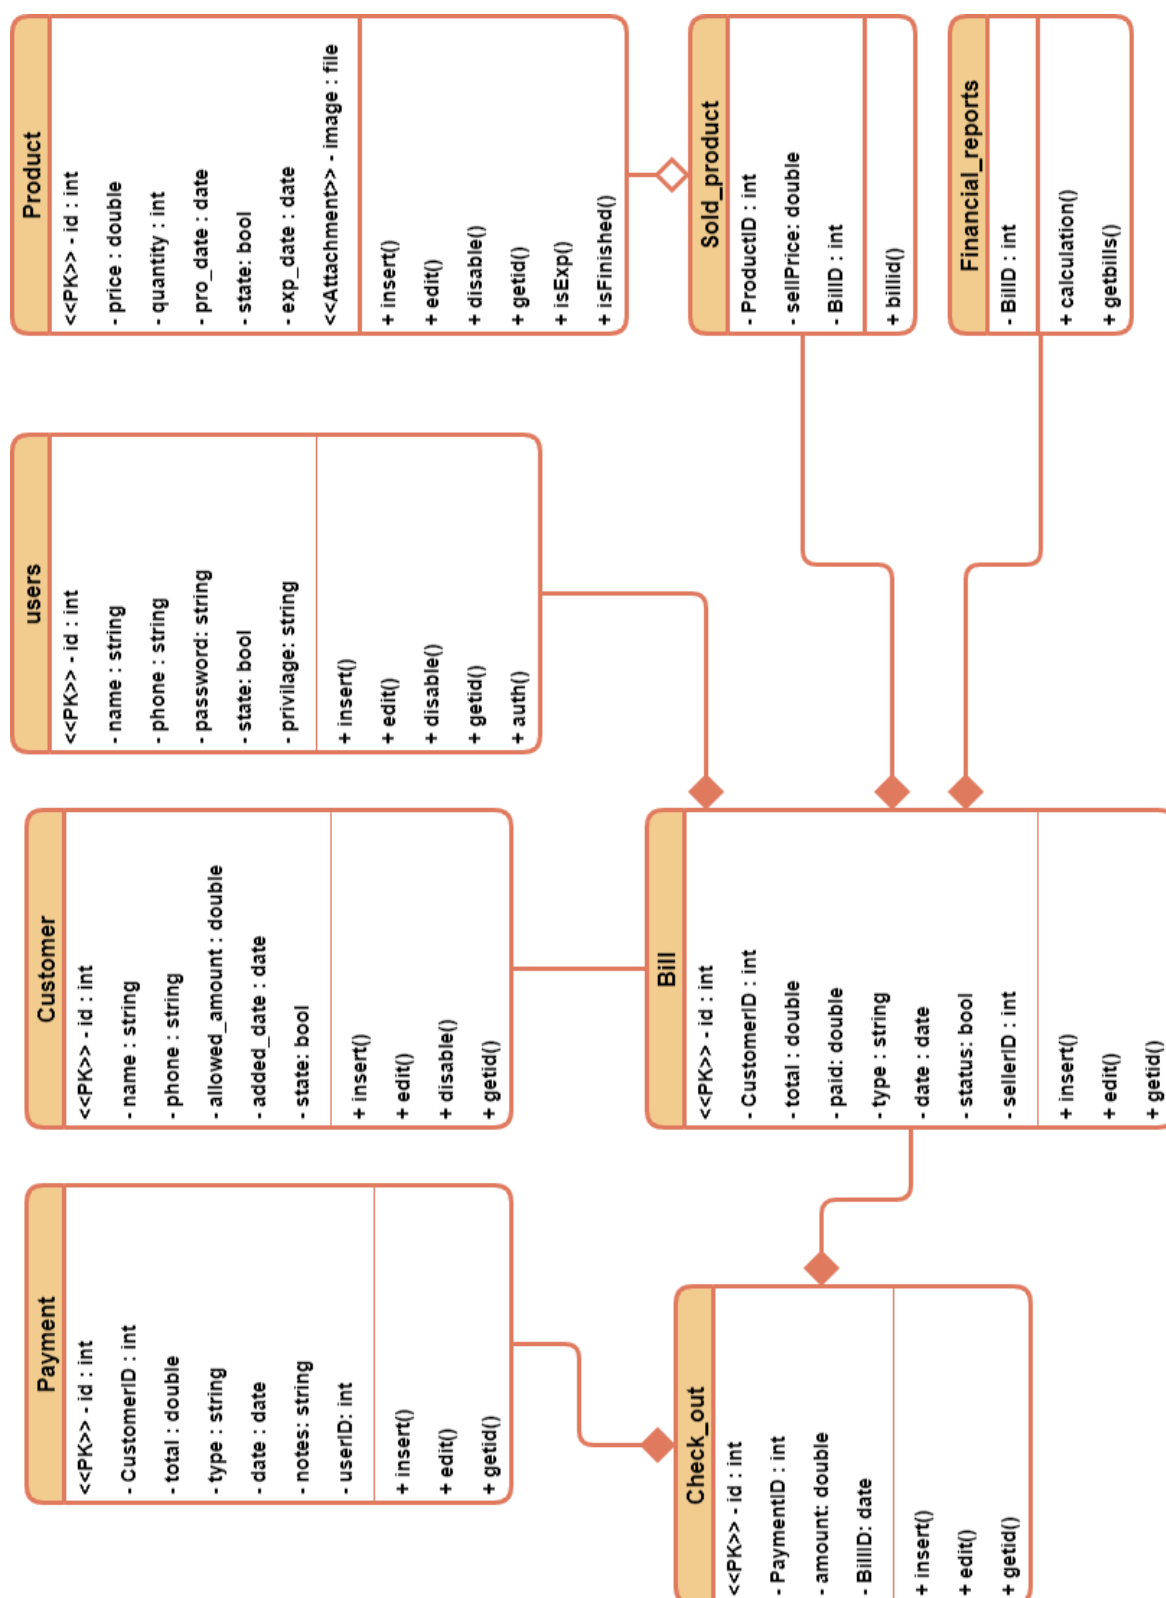 Payment
<<PK>> - id : int
- CustomerID : int
- total : double
- type : string
- date : date
- notes: string
- userID: int
+ insert()
+ edit()
+ getid()
Customer
<<PK>> - id : int
- name : string
- phone : string
- allowed_amount : double
- added_date : date
- state: bool
+ insert()
+ edit()
+ disable()
+ getid()
users
<<PK>> - id : int
- name : string
- phone : string
- password: string
- state: bool
- privilage: string
+ insert()
+ edit()
+ disable()
+ getid()
+ auth()
Product
<<PK>> - id : int
- price : double
- quantity : int
- pro_date : date
- state: bool
- exp_date : date
<<Attachment>> - image : file
+ insert()
+ edit()
+ disable()
+ getid()
+ isExp()
+ isFinished()
Check_out
<<PK>> - id : int
- PaymentID : int
- amount: double
- BillID: date
+ insert()
+ edit()
+ getid()
Bill
<<PK>> - id : int
- CustomerID : int
- total : double
- paid: double
- type : string
- date : date
- status: bool
- sellerID : int
+ insert()
+ edit()
+ getid()
Sold_product
- ProductID : int
- sellPrice: double
- BillID : int
+ billid()
Financial_reports
- BillID : int
+ calculation()
+ getbills()